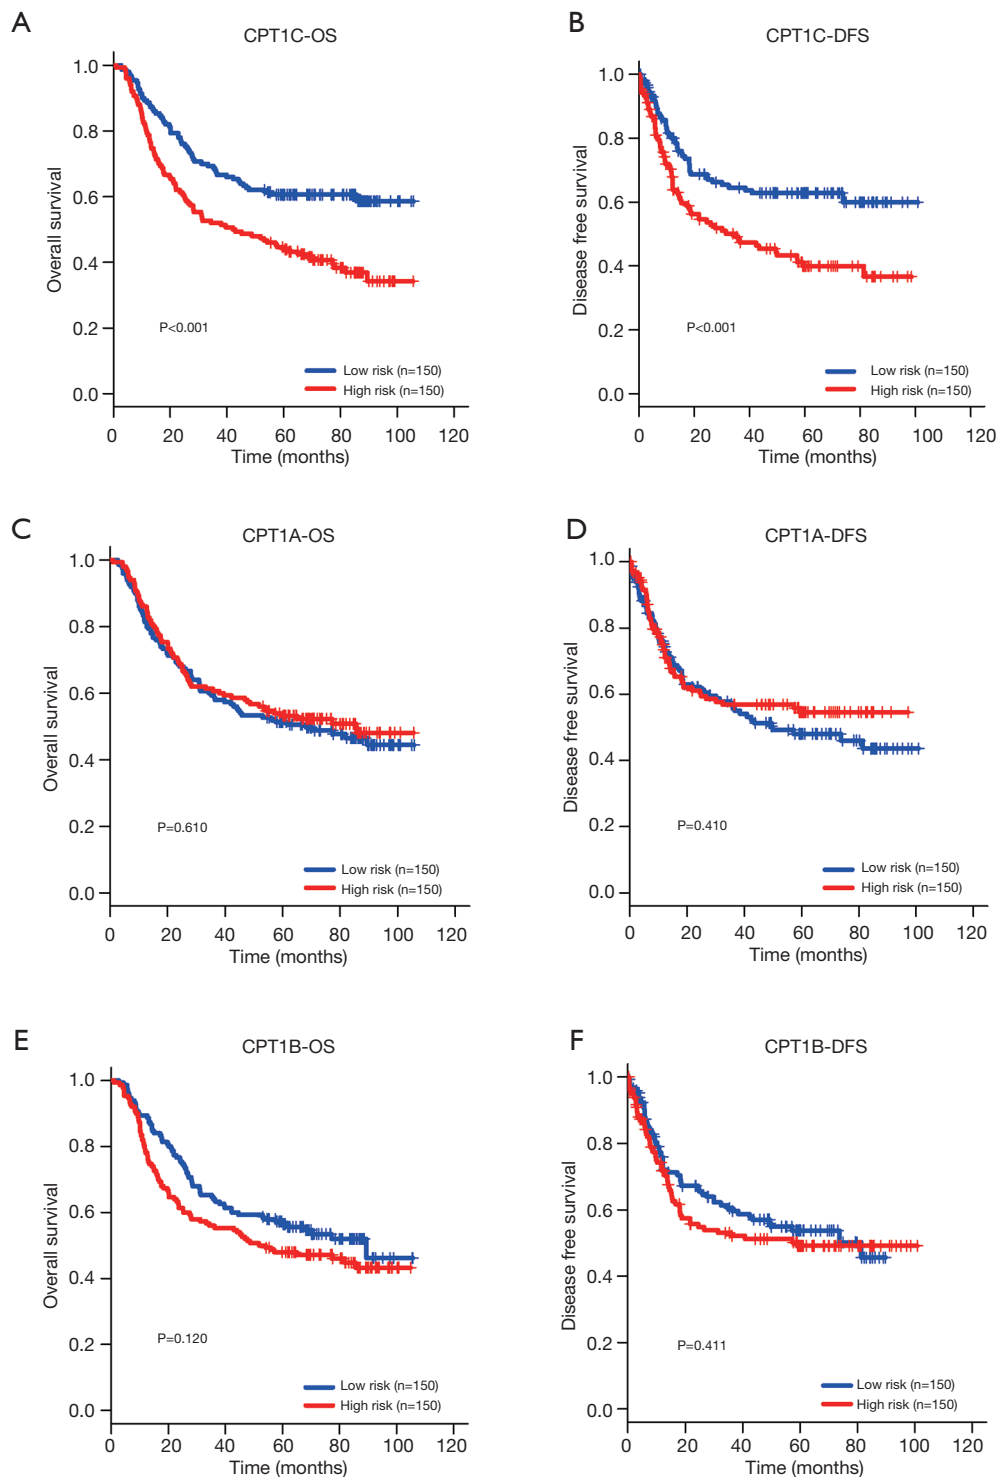 A
CPT1C-OS
1.0
0.8
0.6
0.4
0.2
0.0
Overall survival
P<0.001
Low risk (n=150)
High risk (n=150)
0 20 40 60 80 100 120
Time (months)
B
CPT1C-DFS
1.0
0.8
0.6
0.4
0.2
0.0
Disease free survival
P<0.001
Low risk (n=150)
High risk (n=150)
0 20 40 60 80 100 120
Time (months)
C
CPT1A-OS
1.0
0.8
0.6
0.4
0.2
0.0
Overall survival
P=0.610
Low risk (n=150)
High risk (n=150)
0 20 40 60 80 100 120
Time (months)
D
CPT1A-DFS
1.0
0.8
0.6
0.4
0.2
0.0
Disease free survival
P=0.410
Low risk (n=150)
High risk (n=150)
0 20 40 60 80 100 120
Time (months)
E
CPT1B-OS
1.0
0.8
0.6
0.4
0.2
0.0
Overall survival
P=0.120
Low risk (n=150)
High risk (n=150)
0 20 40 60 80 100 120
Time (months)
F
CPT1B-DFS
1.0
0.8
0.6
0.4
0.2
0.0
Disease free survival
P=0.411
Low risk (n=150)
High risk (n=150)
0 20 40 60 80 100 120
Time (months)